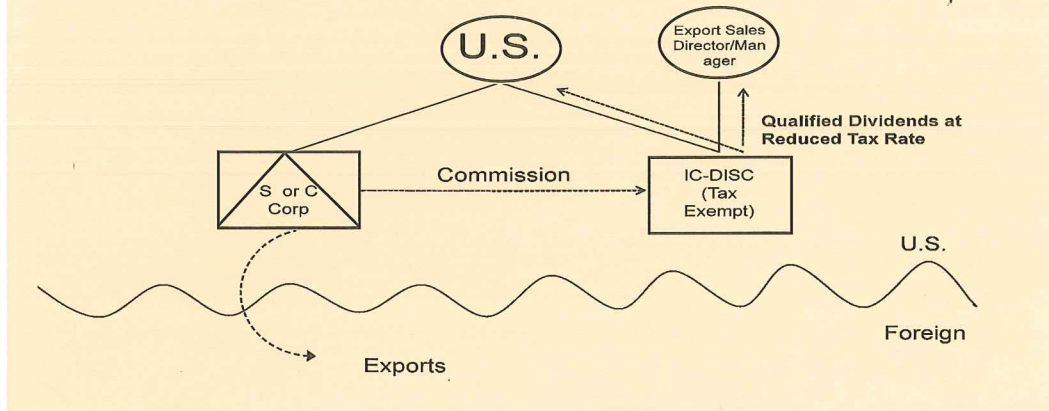 U.S.
Export Sales
Director/Man
ager
Qualified Dividends at
Reduced Tax Rate
S or C
Corp
Commission
IC-DISC
(Tax
Exempt)
U.S.
Foreign
Exports